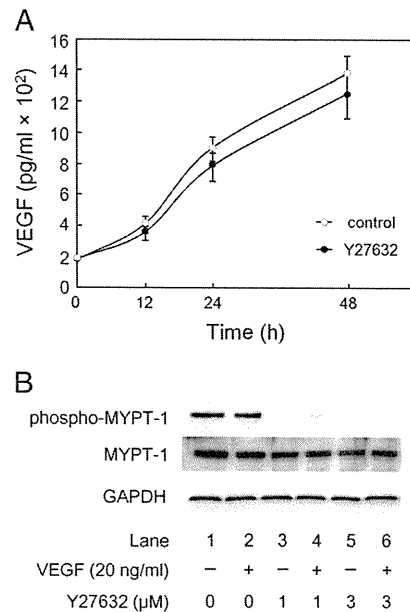 A
VEGF (pg/ml × 10²)
16
14
12
10
8
6
4
2
0
control
Y27632
0 12 24 48
Time (h)
B
phospho-MYPT-1
MYPT-1
GAPDH
Lane 1 2 3 4 5 6
VEGF (20 ng/ml) − + − + − +
Y27632 (μM) 0 0 1 1 3 3